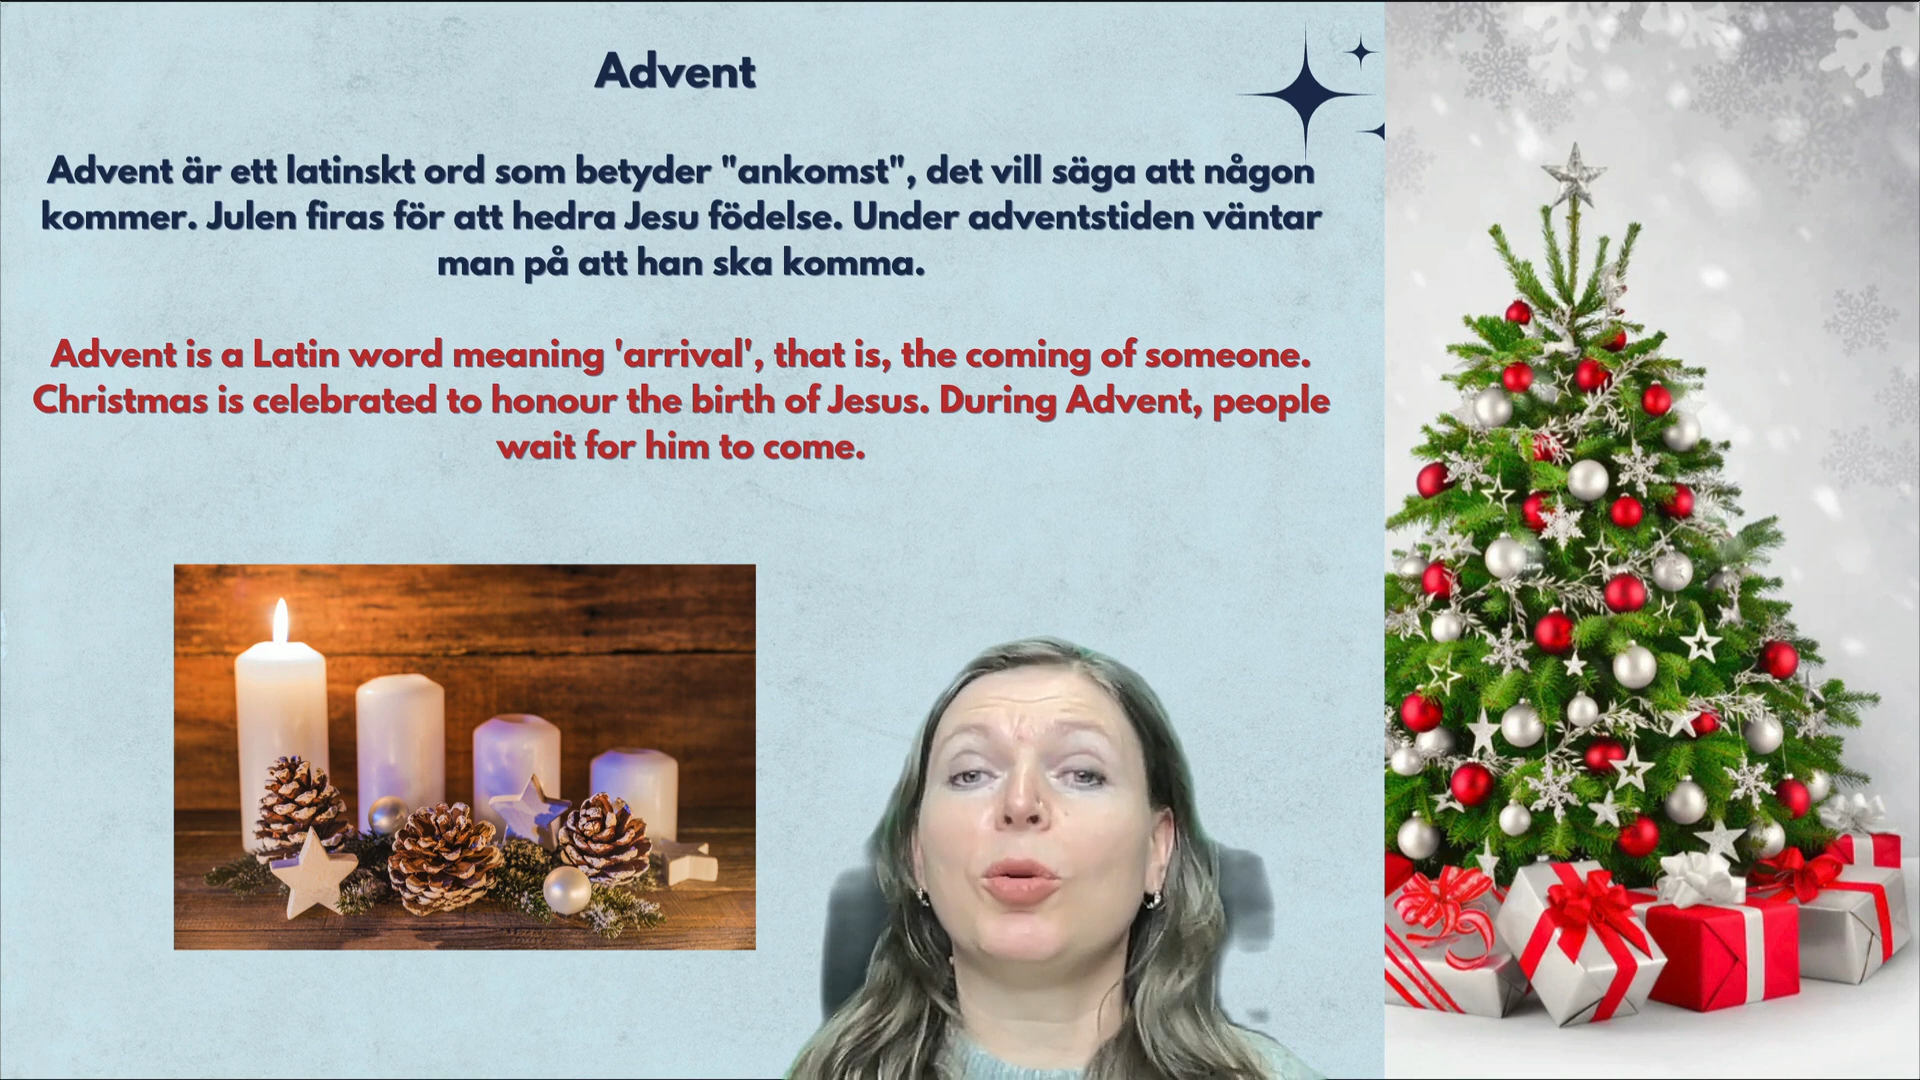 Advent
Advent är ett latinskt ord som betyder "ankomst", det vill säga att någon
kommer. Julen firas för att hedra Jesu födelse. Under adventstiden väntar
man på att han ska komma.
Advent is a Latin word meaning 'arrival', that is, the coming of someone.
Christmas is celebrated to honour the birth of Jesus. During Advent, people
wait for him to come.